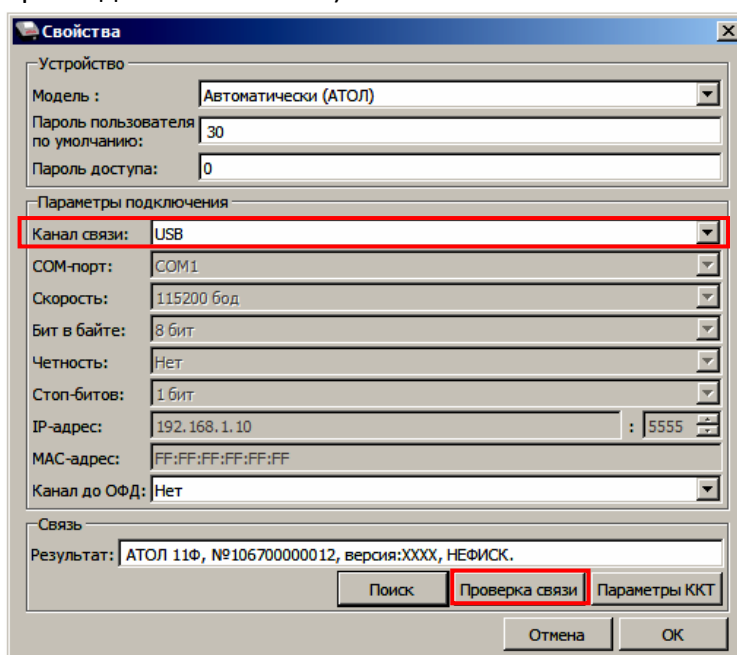 Свойства
Устройство
Модель : Автоматически (АТОЛ)
Пароль пользователя
по умолчанию: 30
Пароль доступа: 0
Параметры подключения
Канал связи: USB
COM-порт: COM1
Скорость: 115200 бод
Бит в байте: 8 бит
Четность: Нет
Стоп-битов: 1 бит
IP-адрес: 192.168.1.10 : 5555
MAC-адрес: FF:FF:FF:FF:FF:FF
Канал до ОФД: Нет
Связь
Результат: АТОЛ 11Ф, №106700000012, версия:XXXX, НЕФИСК.
Поиск Проверка связи Параметры ККТ
Отмена ОК